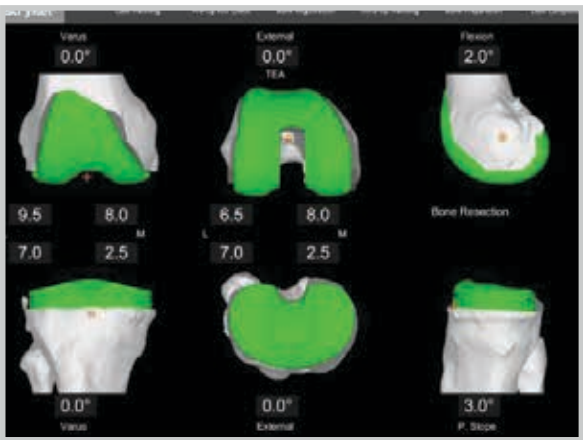 Varus External Flexion
0.0° 0.0° 2.0°
TEA
9.5 8.0 6.5 8.0 Bone Resection
L M L M
7.0 2.5 7.0 2.5
0.0° 0.0° 3.0°
Varus External P. Slope